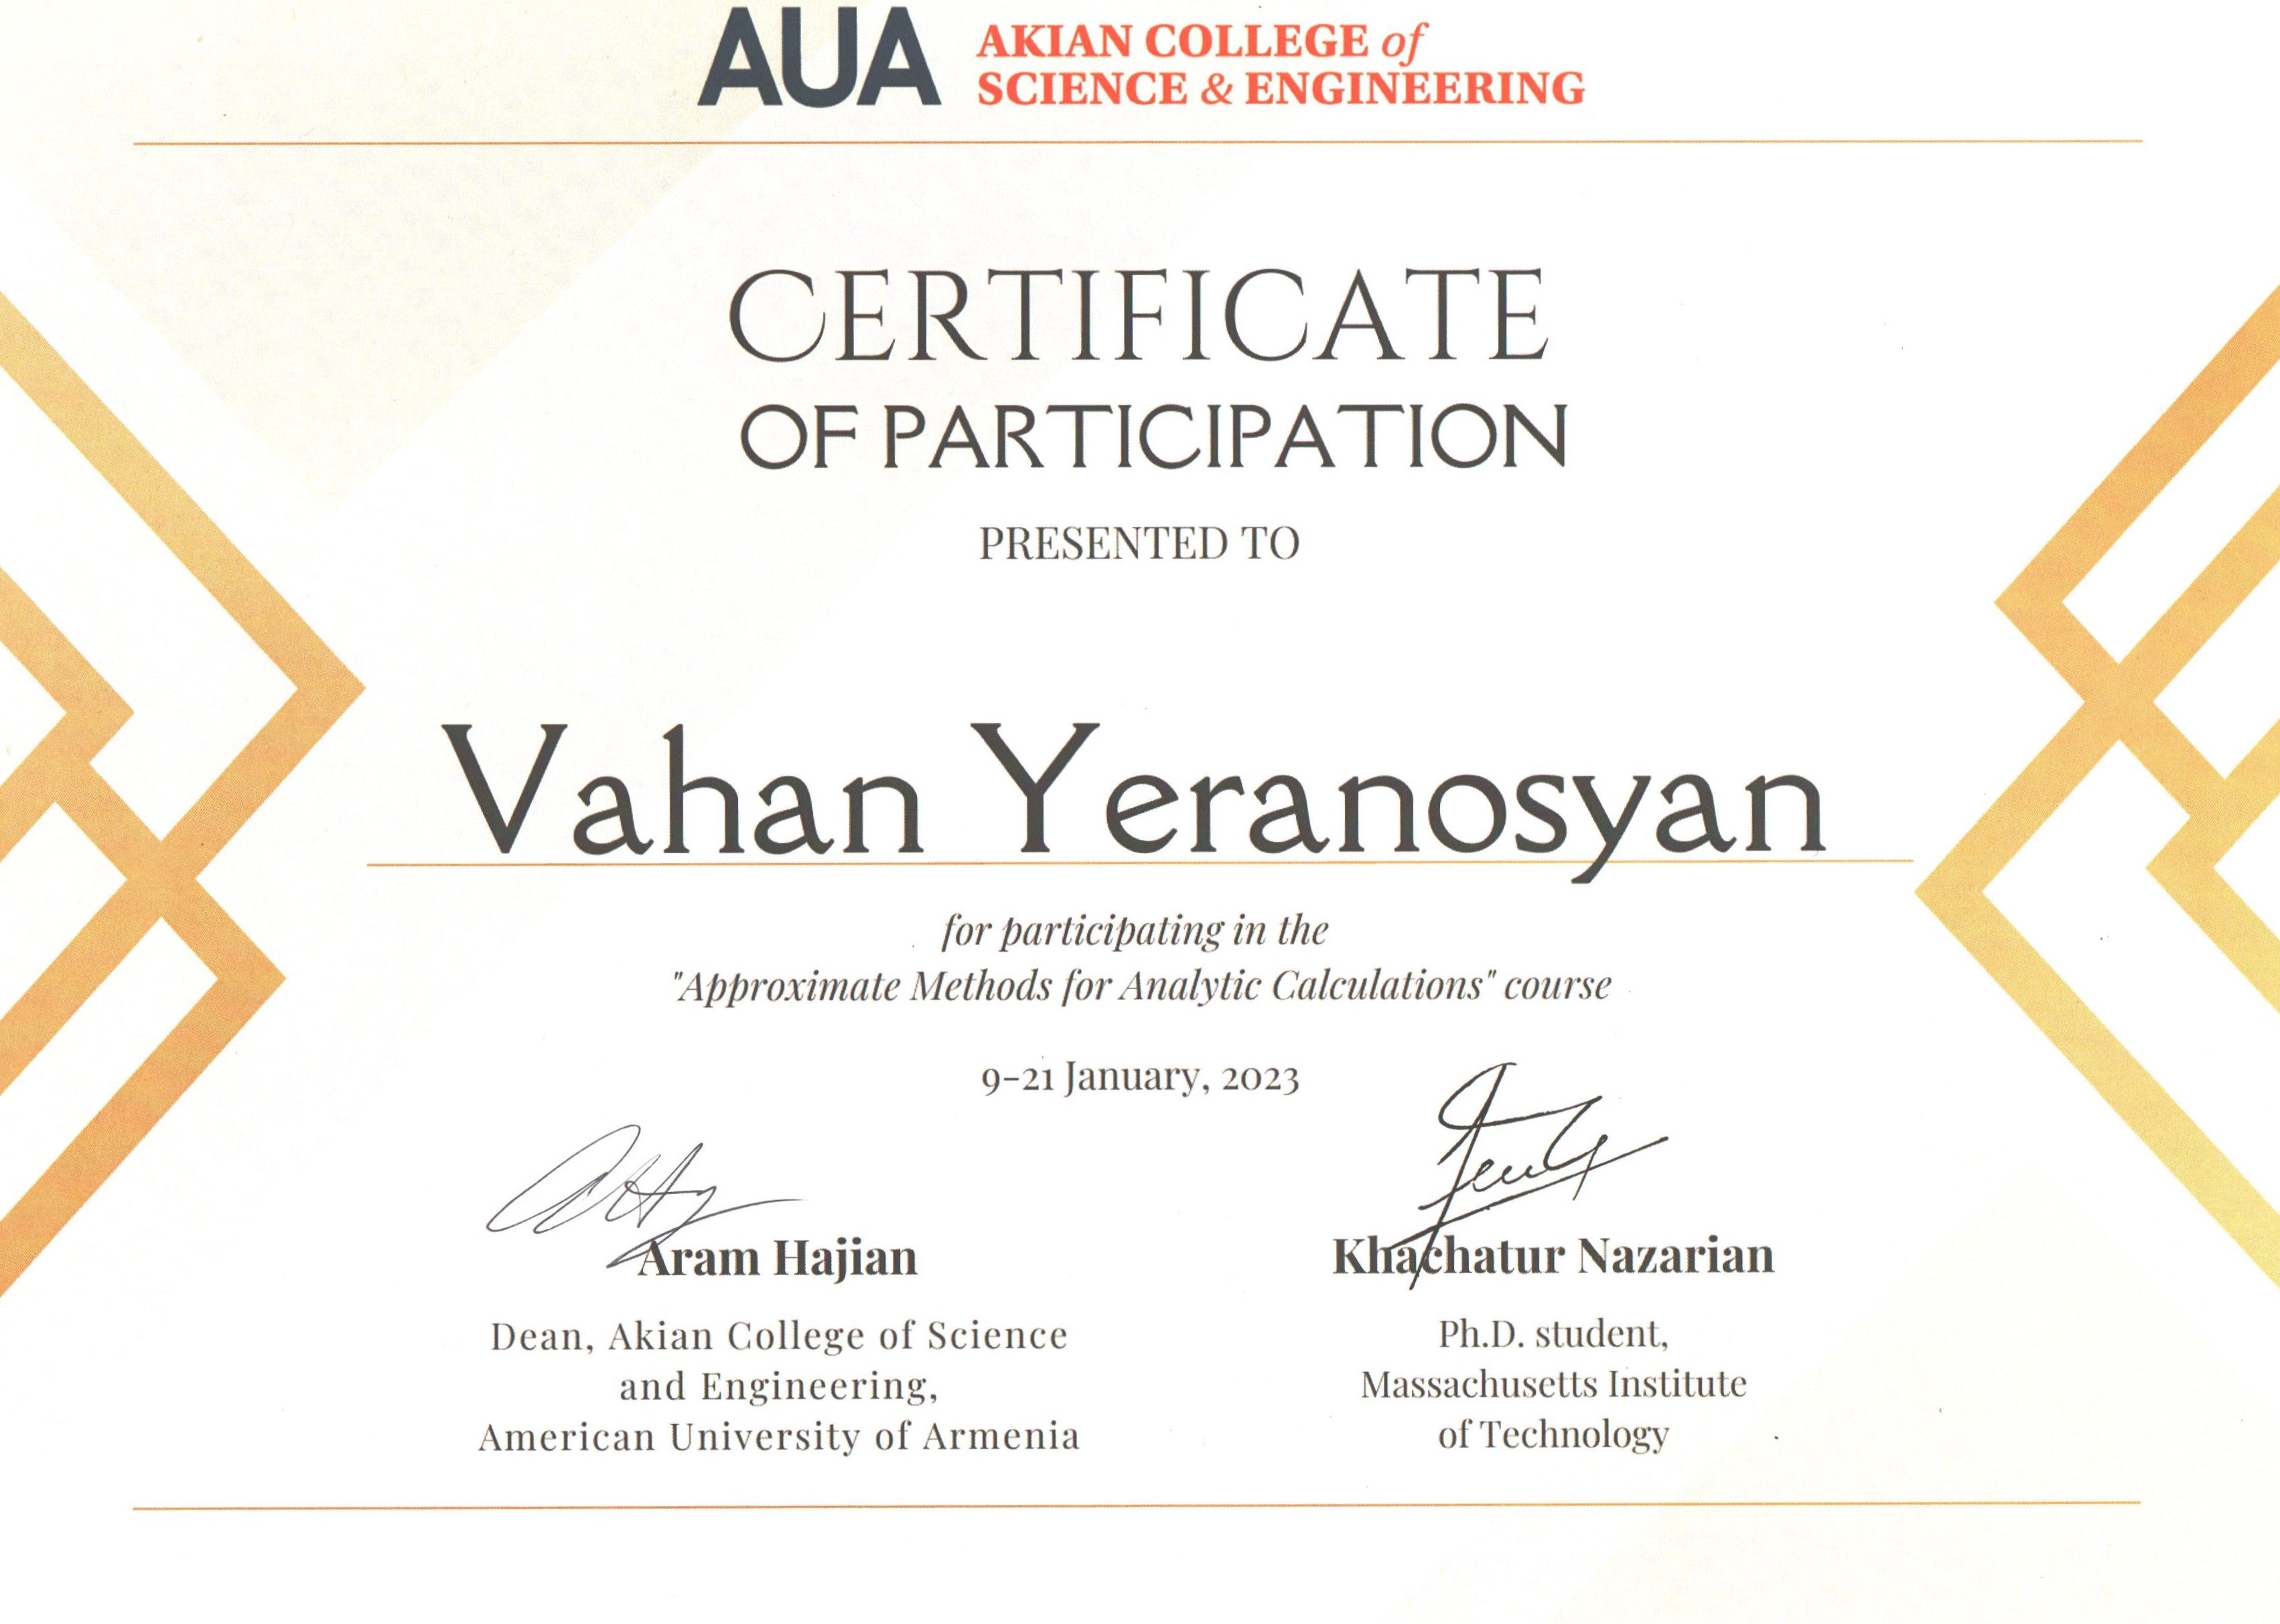 AUA
AKIAN COLLEGE of
SCIENCE & ENGINEERING
CERTIFICATE
OF PARTICIPATION
PRESENTED TO
Vahan Yeranosyan
for participating in the
"Approximate Methods for Analytic Calculations" course
9-21 January, 2023
Aram Hajian
Dean, Akian College of Science
and Engineering,
American University of Armenia
Khachatur Nazarian
Ph.D. student,
Massachusetts Institute
of Technology